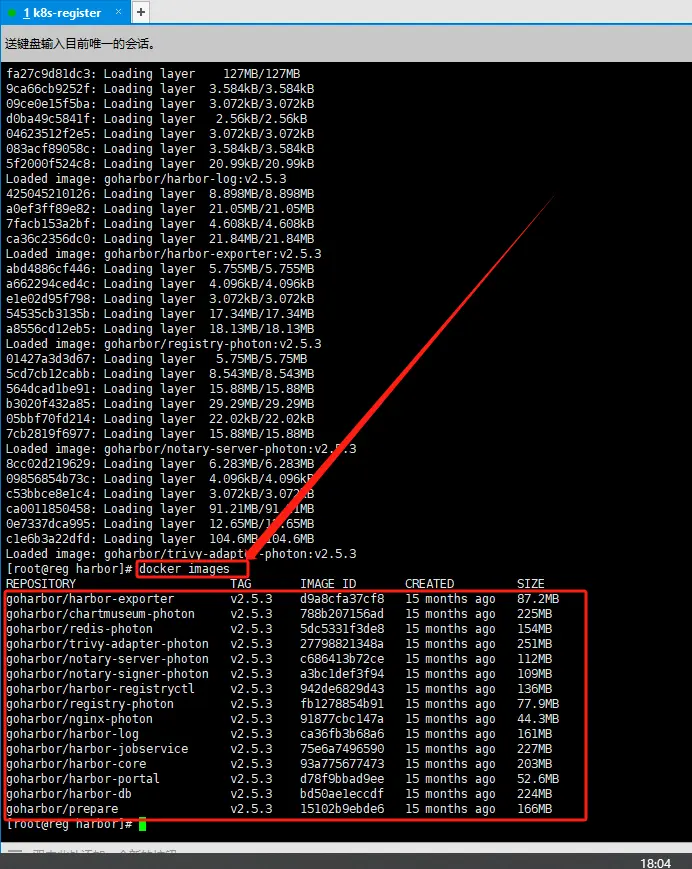 1 k8s-register × +
送键盘输入目前唯一的会话。
fa27c9d81dc3: Loading layer 127MB/127MB
9ca66cb9252f: Loading layer 3.584kB/3.584kB
09ce0e15f5ba: Loading layer 3.072kB/3.072kB
d0ba49c5841f: Loading layer 2.56kB/2.56kB
04623512f2e5: Loading layer 3.072kB/3.072kB
083acf89058c: Loading layer 3.584kB/3.584kB
5f2000f524c8: Loading layer 20.99kB/20.99kB
Loaded image: goharbor/harbor-log:v2.5.3
425045210126: Loading layer 8.898MB/8.898MB
a0ef3ff89e82: Loading layer 21.05MB/21.05MB
7facb153a2bf: Loading layer 4.608kB/4.608kB
ca36c2356dc0: Loading layer 21.84MB/21.84MB
Loaded image: goharbor/harbor-exporter:v2.5.3
abd4886cf446: Loading layer 5.755MB/5.755MB
a662294ced4c: Loading layer 4.096kB/4.096kB
e1e02d95f798: Loading layer 3.072kB/3.072kB
54535cb3135b: Loading layer 17.34MB/17.34MB
a8556cd12eb5: Loading layer 18.13MB/18.13MB
Loaded image: goharbor/registry-photon:v2.5.3
01427a3d3d67: Loading layer 5.75MB/5.75MB
5cd7cb12cabb: Loading layer 8.543MB/8.543MB
564dcad1be91: Loading layer 15.88MB/15.88MB
b3020f432a85: Loading layer 29.29MB/29.29MB
05bbf70fd214: Loading layer 22.02kB/22.02kB
7cb2819f6977: Loading layer 15.88MB/15.88MB
Loaded image: goharbor/notary-server-photon:v2.5.3
8cc02d219629: Loading layer 6.283MB/6.283MB
09856854b73c: Loading layer 4.096kB/4.096kB
c53bbce8e1c4: Loading layer 3.072kB/3.072kB
ca0011850458: Loading layer 91.21MB/91.21MB
0e7337dca995: Loading layer 12.65MB/12.65MB
c1e6b3a22dfd: Loading layer 104.6MB/104.6MB
Loaded image: goharbor/trivy-adapter-photon:v2.5.3
[root@reg harbor]# docker images
REPOSITORY TAG IMAGE ID CREATED SIZE
goharbor/harbor-exporter v2.5.3 d9a8cfa37cf8 15 months ago 87.2MB
goharbor/chartmuseum-photon v2.5.3 788b207156ad 15 months ago 225MB
goharbor/redis-photon v2.5.3 5dc5331f3de8 15 months ago 154MB
goharbor/trivy-adapter-photon v2.5.3 27798821348a 15 months ago 251MB
goharbor/notary-server-photon v2.5.3 c686413b72ce 15 months ago 112MB
goharbor/notary-signer-photon v2.5.3 a3bc1def3f94 15 months ago 109MB
goharbor/harbor-registryctl v2.5.3 942de6829d43 15 months ago 136MB
goharbor/registry-photon v2.5.3 fb1278854b91 15 months ago 77.9MB
goharbor/nginx-photon v2.5.3 91877cbc147a 15 months ago 44.3MB
goharbor/harbor-log v2.5.3 ca36fb3b68a6 15 months ago 161MB
goharbor/harbor-jobservice v2.5.3 75e6a7496590 15 months ago 227MB
goharbor/harbor-core v2.5.3 93a775677473 15 months ago 203MB
goharbor/harbor-portal v2.5.3 d78f9bbad9ee 15 months ago 52.6MB
goharbor/harbor-db v2.5.3 bd50ae1eccdf 15 months ago 224MB
goharbor/prepare v2.5.3 15102b9ebde6 15 months ago 166MB
[root@reg harbor]#
18:04